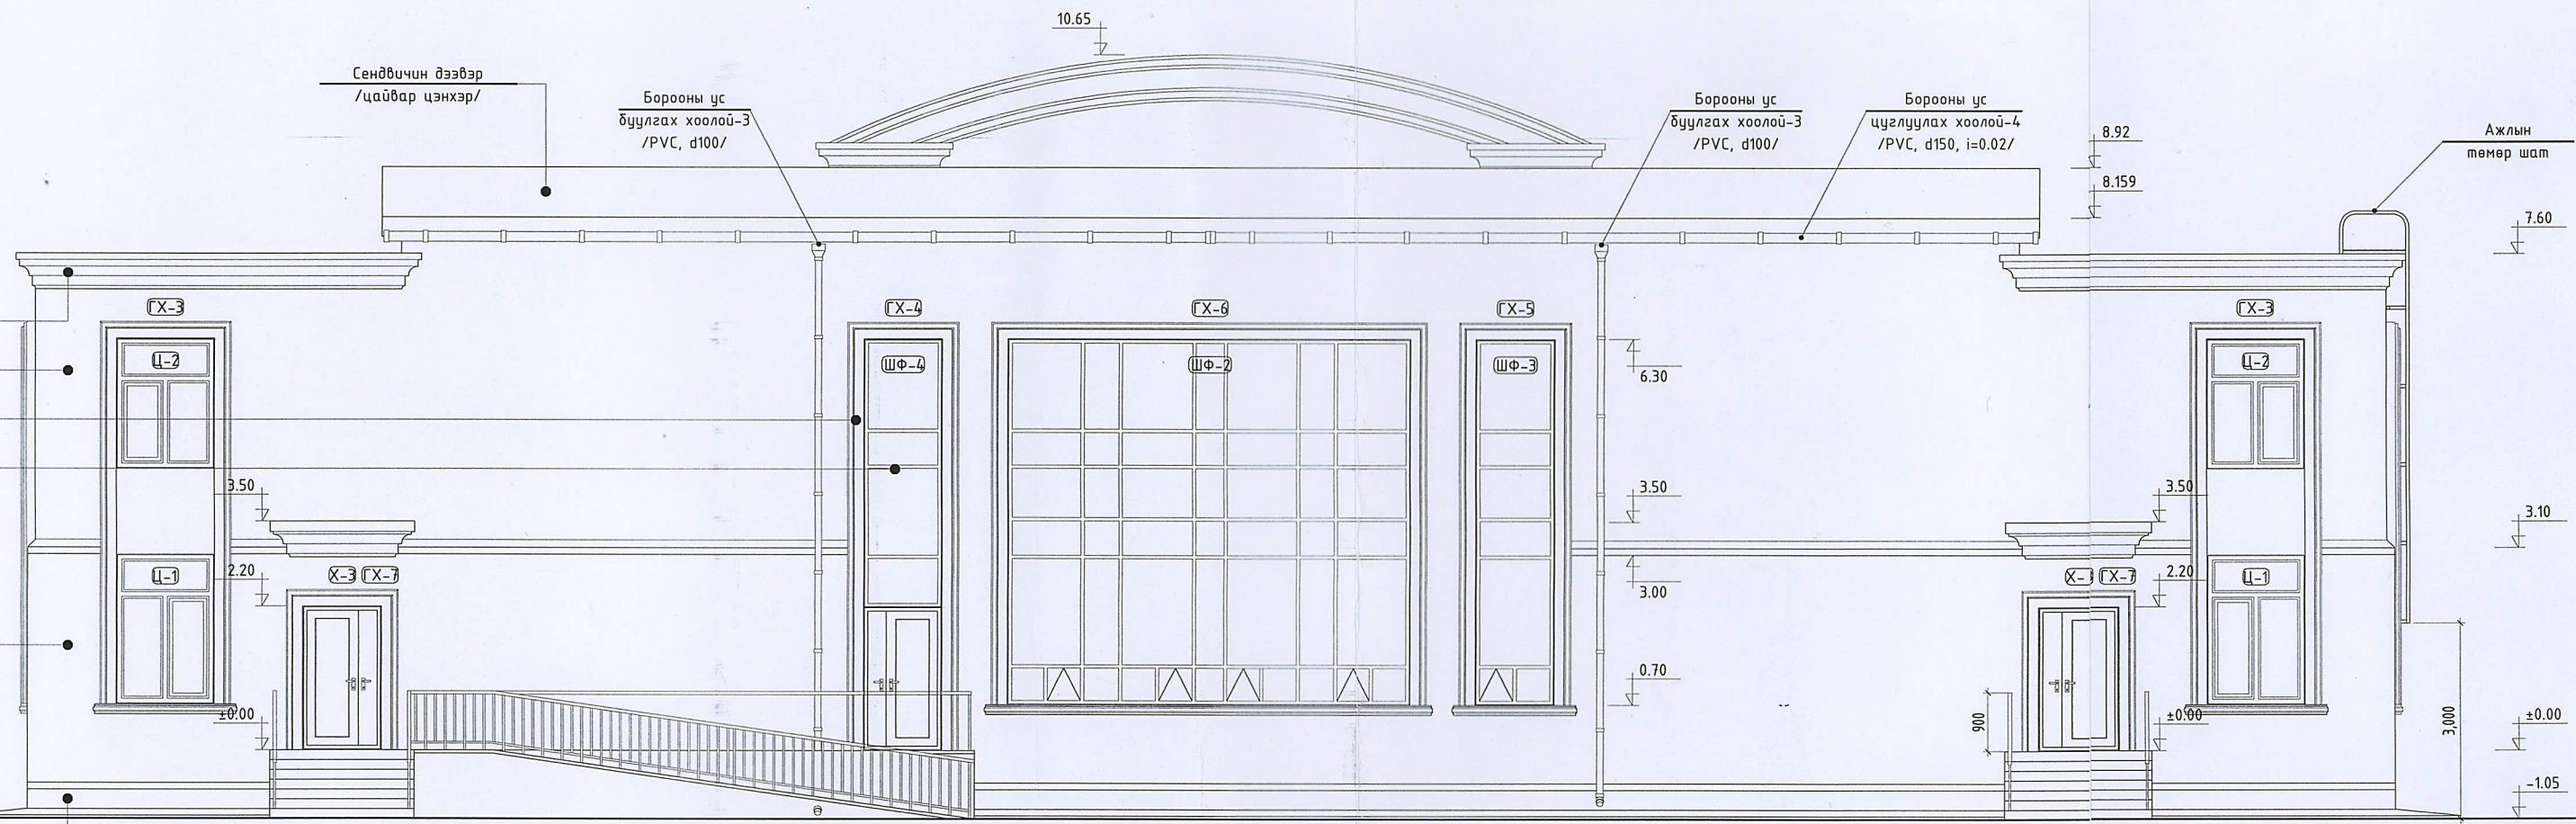 10.65
Сендвичин дээвэр
/цайвар цэнхэр/
Борооны ус
буулгах хоолой-3
/PVC, d100/
Борооны ус
буулгах хоолой-3
/PVC, d100/
Борооны ус
цуглуулах хоолой-4
/PVC, d150, i=0.02/
8.92
8.159
Ажлын
төмөр шат
7.60
ГХ-3
ГХ-4
ГХ-6
ГХ-5
ГХ-3
Ц-2
ШФ-4
ШФ-2
ШФ-3
Ц-2
6.30
3.50
3.50
3.50
3.10
Ц-1
2.20
Х-3 ГХ-7
3.00
Х- ГХ-7
2.20
Ц-1
0.70
±0.00
900
±0.00
3,000
±0.00
-1.05